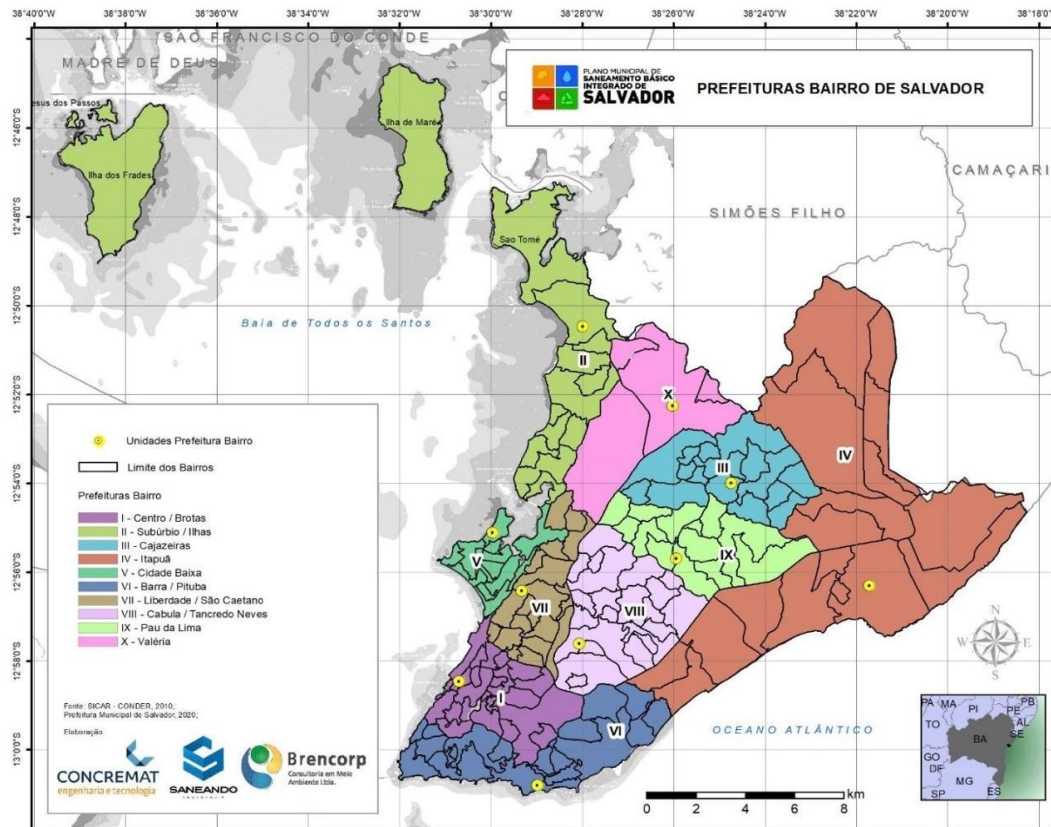 38°40'0"W
38°38'0"W
38°36'0"W
38°34'0"W
38°32'0"W
38°30'0"W
38°28'0"W
38°26'0"W
38°24'0"W
38°22'0"W
38°20'0"W
38°18'0"W
SÃO FRANCISCO DO CONDE
MADRE DE DEUS
PLANO MUNICIPAL DE
SANEAMENTO BÁSICO
INTEGRADO DE
SALVADOR
PREFEITURAS BAIRRO DE SALVADOR
dos Passos
Ilha de Maré
Ilha dos Frades
CAMAÇARI
SIMÕES FILHO
Sao Tomé
Baía de Todos os Santos
12°46'0"S
12°48'0"S
12°50'0"S
12°52'0"S
12°54'0"S
12°56'0"S
12°58'0"S
13°0'0"S
II
X
III
IV
V
IX
VII
VIII
I
VI
Unidades Prefeitura Bairro
Limite dos Bairros
Prefeituras Bairro
I - Centro / Brotas
II - Subúrbio / Ilhas
III - Cajazeiras
IV - Itapuã
V - Cidade Baixa
VI - Barra / Pituba
VII - Liberdade / São Caetano
VIII - Cabula / Tancredo Neves
IX - Pau da Lima
X - Valéria
Fonte: SICAR - CONDER, 2010;
Prefeitura Municipal de Salvador, 2020;
Elaboração:
CONCREMAT
engenharia e tecnologia
SANEANDO
Brencorp
Consultoria em Meio
Ambiente Ltda.
OCEANO ATLÂNTICO
N
W
E
S
0 2 4 6 8 km
PA
MA
PI
PE
PB
TO
AL
SE
BA
GO
DF
MG
SP
ES